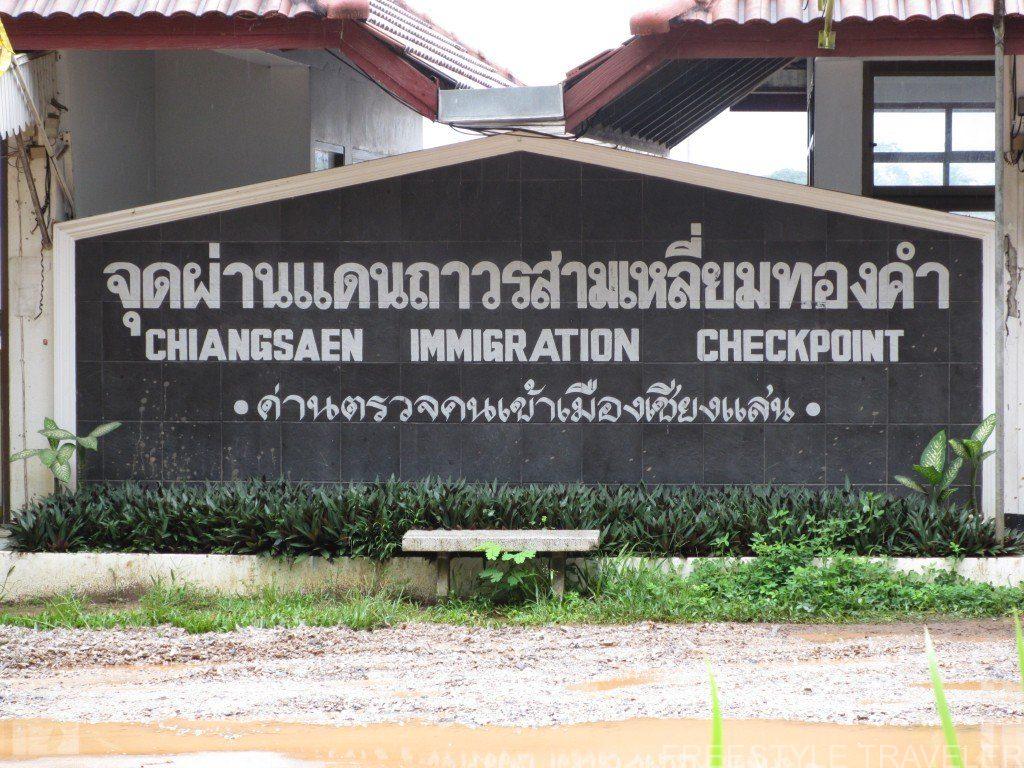 จุดผ่านแดนถาวรสามเหลี่ยมทองคำ
CHIANGSAEN IMMIGRATION CHECKPOINT
• ด่านตรวจคนเข้าเมืองเชียงแสน •
FREESTYLE TRAVELER